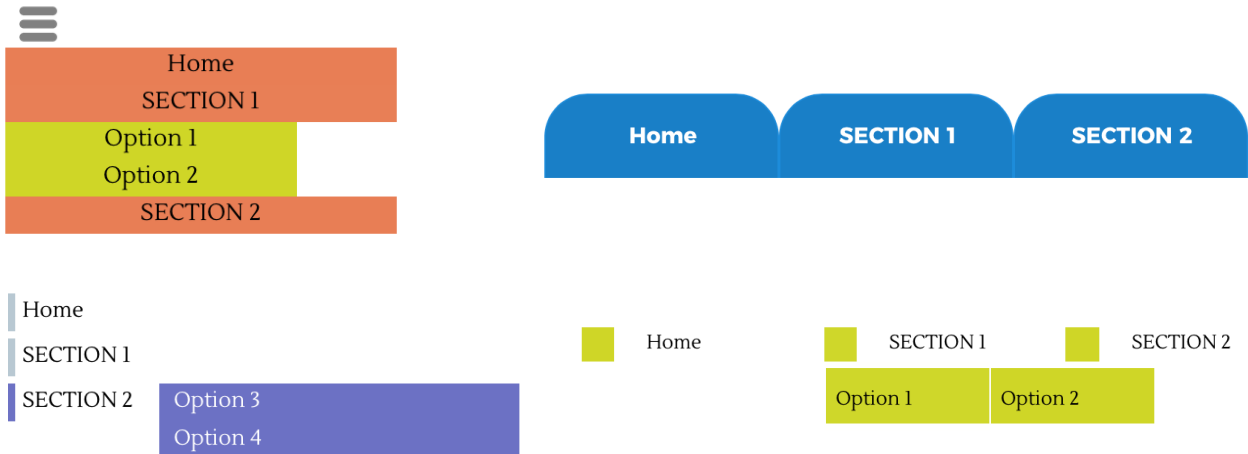 Home
SECTION 1
Option 1
Option 2
SECTION 2
Home SECTION 1 SECTION 2
Home
SECTION 1
SECTION 2 Option 3
Option 4
Home SECTION 1 SECTION 2
Option 1 Option 2